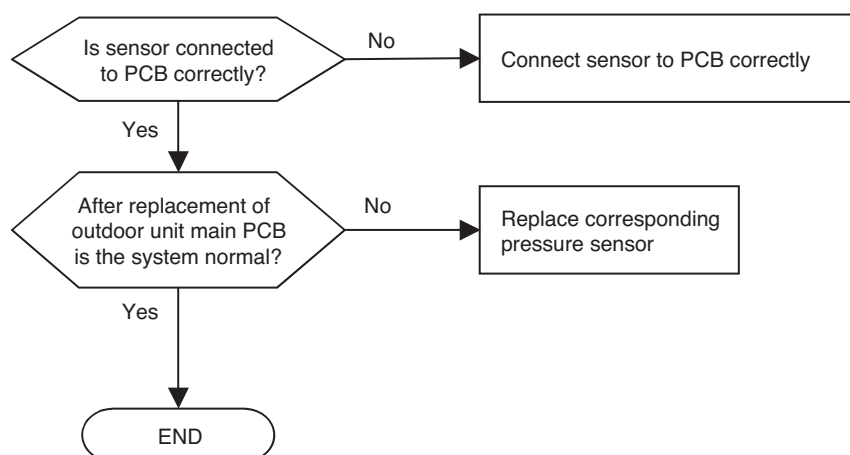 Is sensor connected
to PCB correctly?
No
Connect sensor to PCB correctly
Yes
After replacement of
outdoor unit main PCB
is the system normal?
No
Replace corresponding
pressure sensor
Yes
END